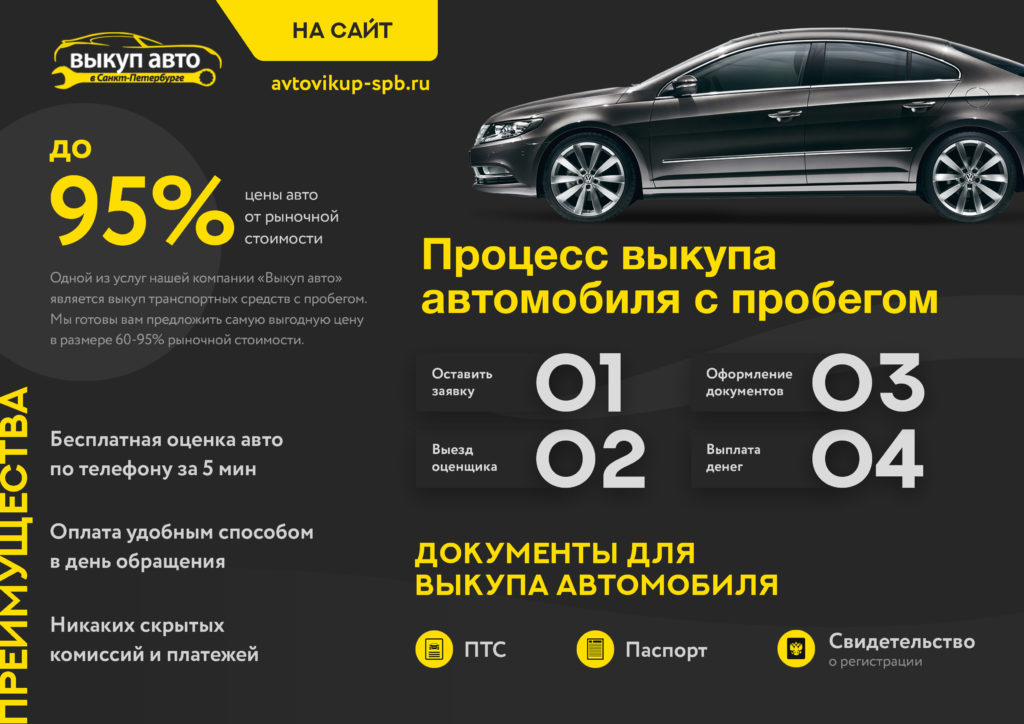 выкуп авто
в Санкт-Петербурге
НА САЙТ
avtovikup-spb.ru
до
95%
цены авто
от рыночной
стоимости
Одной из услуг нашей компании «Выкуп авто»
является выкуп транспортных средств с пробегом.
Мы готовы вам предложить самую выгодную цену
в размере 60-95% рыночной стоимости.
ПРЕИМУЩЕСТВА
Бесплатная оценка авто
по телефону за 5 мин
Оплата удобным способом
в день обращения
Никаких скрытых
комиссий и платежей
Процесс выкупа
автомобиля с пробегом
Оставить
заявку
01
Выезд
оценщика
02
Оформление
документов
03
Выплата
денег
04
ДОКУМЕНТЫ ДЛЯ
ВЫКУПА АВТОМОБИЛЯ
ПТС
Паспорт
Свидетельство
о регистрации